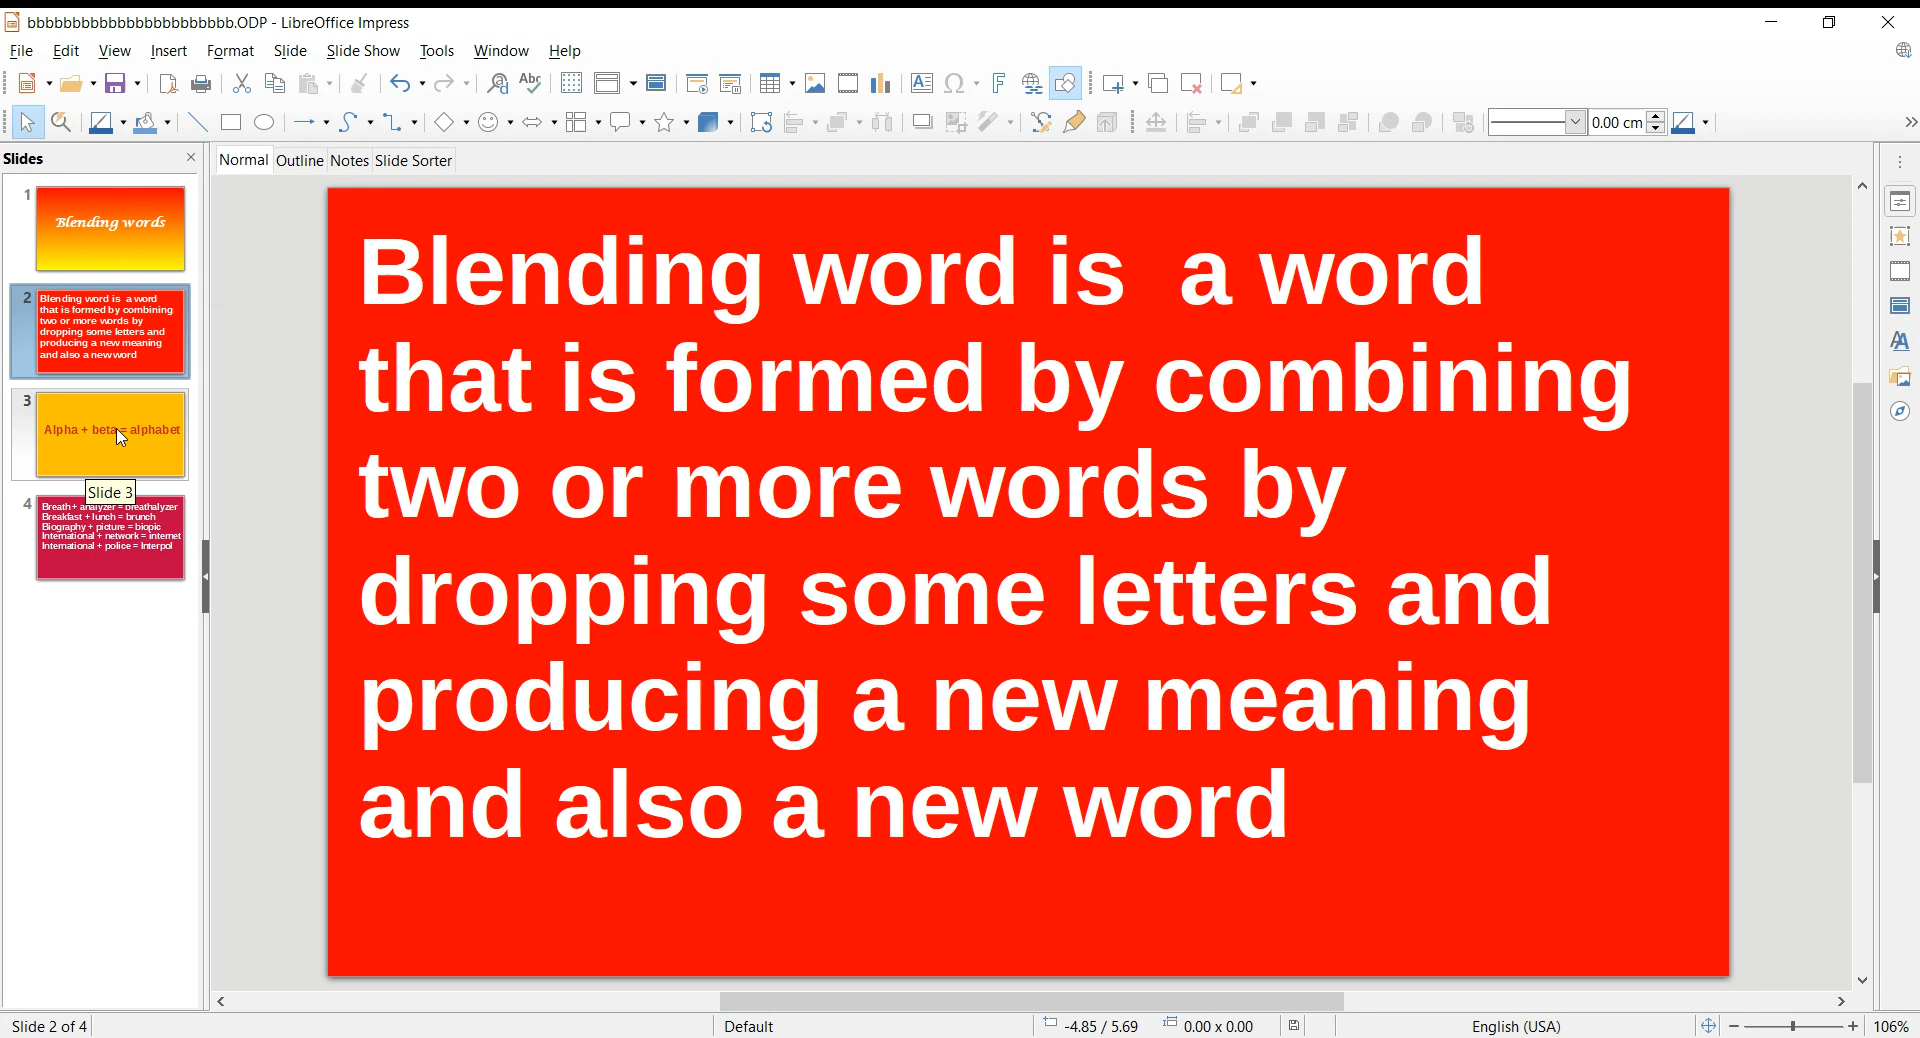 bbbbbbbbbbbbbbbbbbbbbbb.ODP - LibreOffice Impress
File Edit View Insert Format Slide Slide Show Tools Window Help
0.00 cm
Slides
Normal Outline Notes Slide Sorter
1
Blending words
2
Blending word is a word
that is formed by combining
two or more words by
dropping some letters and
producing a new meaning
and also a new word
3
Alpha + beta = alphabet
Slide 3
4
Breath + analyzer = breathalyzer
Breakfast + lunch = brunch
Biography + picture = biopic
International + network = internet
International + police = Interpol
Blending word is a word
that is formed by combining
two or more words by
dropping some letters and
producing a new meaning
and also a new word
Slide 2 of 4
Default
-4.85 / 5.69
0.00 x 0.00
English (USA)
106%